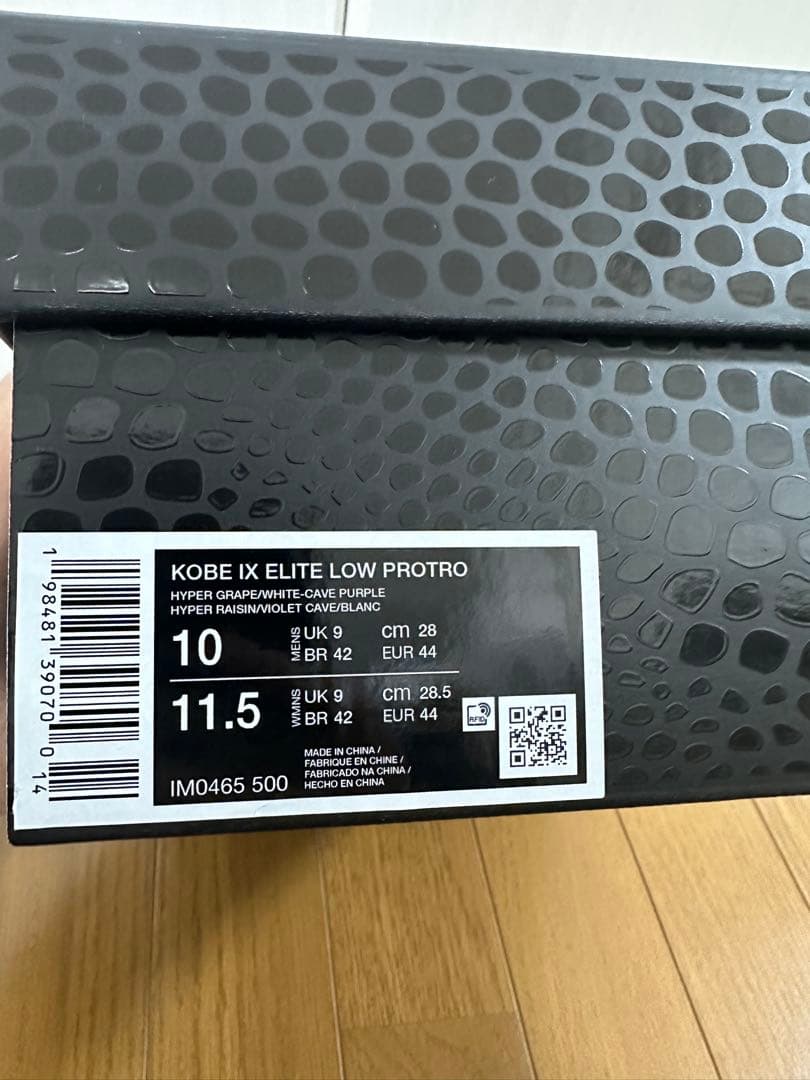 KOBE IX ELITE LOW PROTRO
HYPER GRAPE/WHITE-CAVE PURPLE
HYPER RAISIN/VIOLET CAVE/BLANC
10 MENS UK 9 cm 28
BR 42 EUR 44
11.5 WMNS UK 9 cm 28.5
BR 42 EUR 44
RFID
IM0465 500
MADE IN CHINA /
FABRIQUE EN CHINE /
FABRICADO NA CHINA /
HECHO EN CHINA
1 98481 39070 0 14